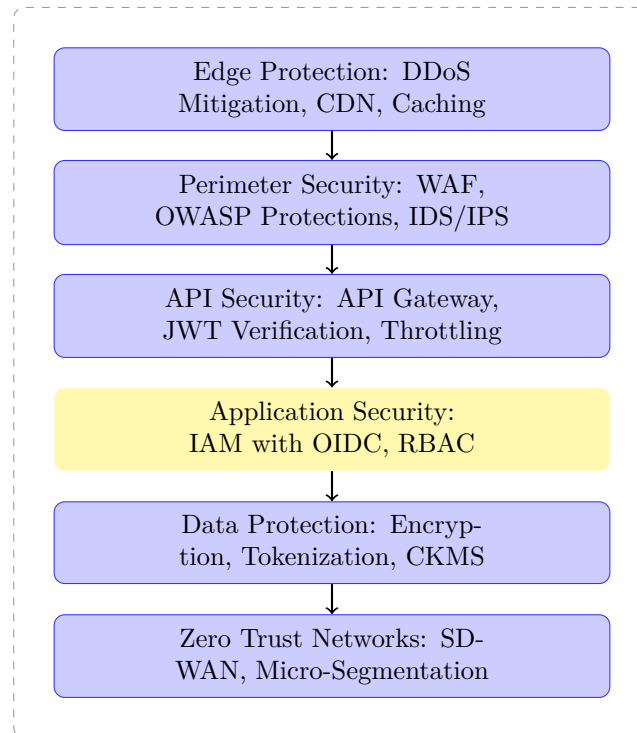 Edge Protection: DDoS
Mitigation, CDN, Caching
Perimeter Security: WAF,
OWASP Protections, IDS/IPS
API Security: API Gateway,
JWT Verification, Throttling
Application Security:
IAM with OIDC, RBAC
Data Protection: Encryp-
tion, Tokenization, CKMS
Zero Trust Networks: SD-
WAN, Micro-Segmentation